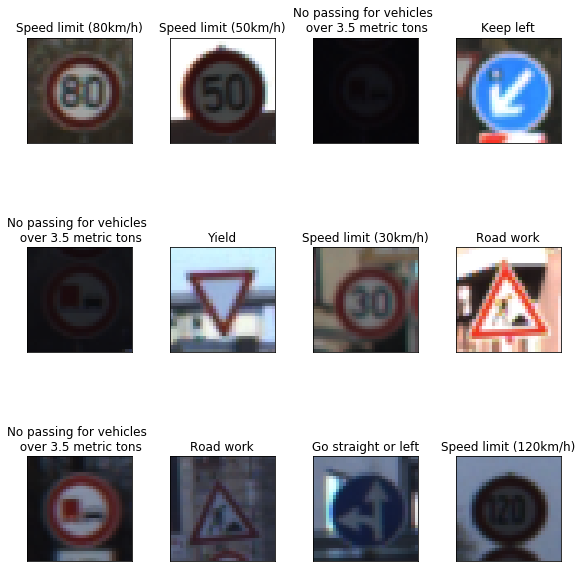 Speed limit (80km/h)
Speed limit (50km/h)
No passing for vehicles
over 3.5 metric tons
Keep left
80
50
No passing for vehicles
over 3.5 metric tons
Yield
Speed limit (30km/h)
Road work
30
No passing for vehicles
over 3.5 metric tons
Road work
Go straight or left
Speed limit (120km/h)
120